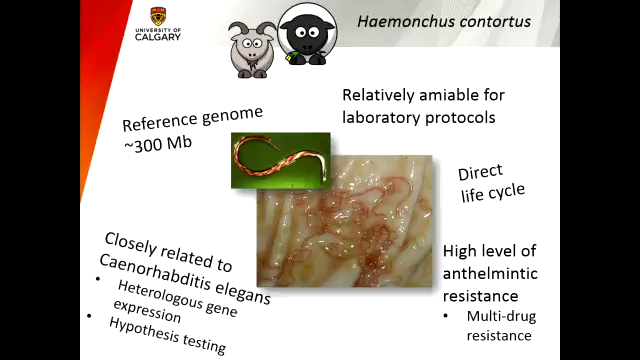 UNIVERSITY OF
CALGARY
Haemonchus contortus
Reference genome
~300 Mb
Relatively amiable for
laboratory protocols
Direct
life cycle
Closely related to
Caenorhabditis elegans
• Heterologous gene
expression
• Hypothesis testing
High level of
anthelmintic
resistance
• Multi-drug
resistance